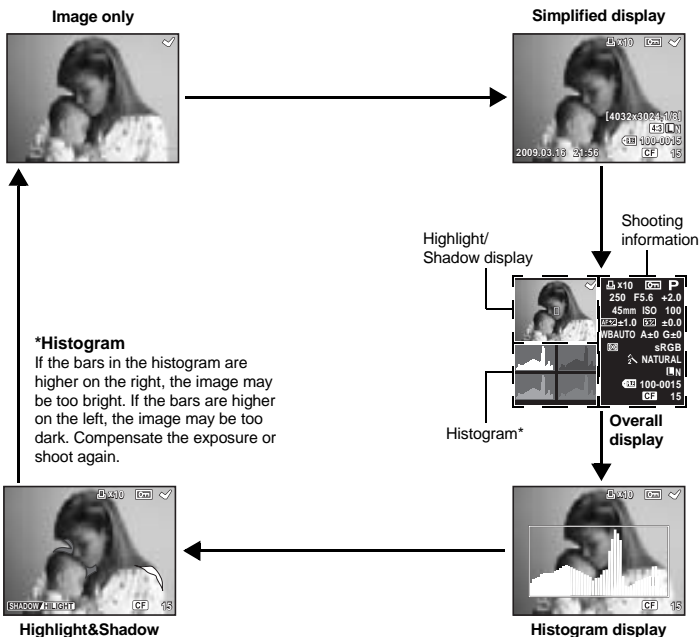 Image only
Simplified display
x10
[4032x3024,1/8]
4:3 L N
100-0015
2009.03.16 21:56 CF 15
Highlight/
Shadow display
Shooting
information
x10 P
250 F5.6 +2.0
45mm ISO 100
±1.0 ±0.0
WBAUTO A±0 G±0
sRGB
NATURAL
L N
100-0015
CF 15
*Histogram
If the bars in the histogram are
higher on the right, the image may
be too bright. If the bars are higher
on the left, the image may be too
dark. Compensate the exposure or
shoot again.
Histogram*
Overall
display
x10
SHADOW/HILIGHT CF 15
x10
CF 15
Highlight&Shadow
Histogram display